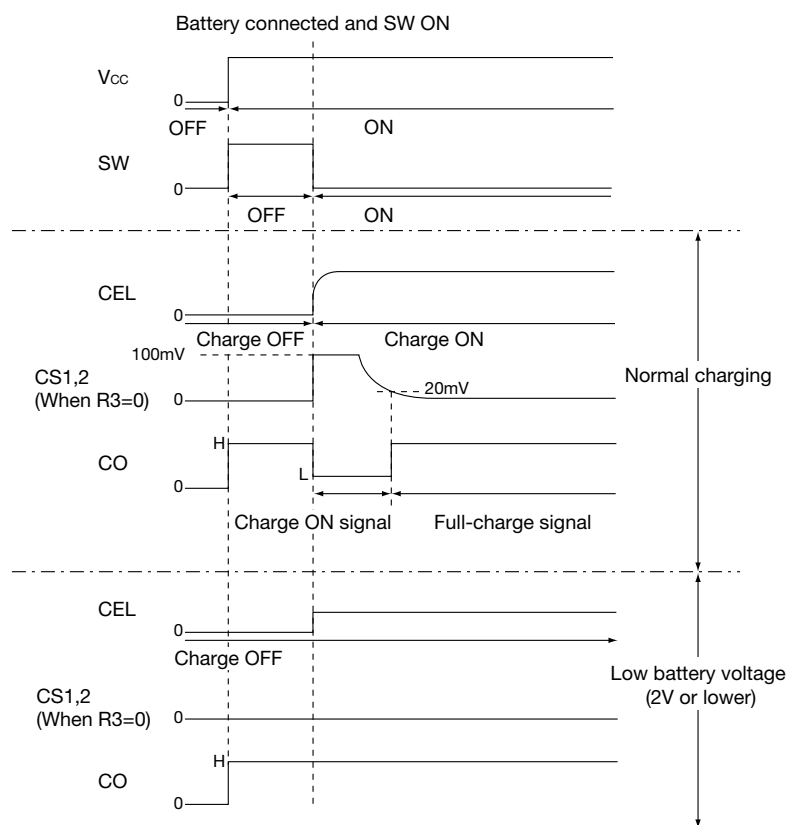 Battery connected and SW ON
Vcc
0
OFF
ON
SW
0
OFF
ON
CEL
0
Charge OFF
Charge ON
100mV
CS1,2
(When R3=0)
0
20mV
Normal charging
H
CO
L
0
Charge ON signal
Full-charge signal
CEL
0
Charge OFF
Low battery voltage
(2V or lower)
CS1,2
(When R3=0)
0
H
CO
0